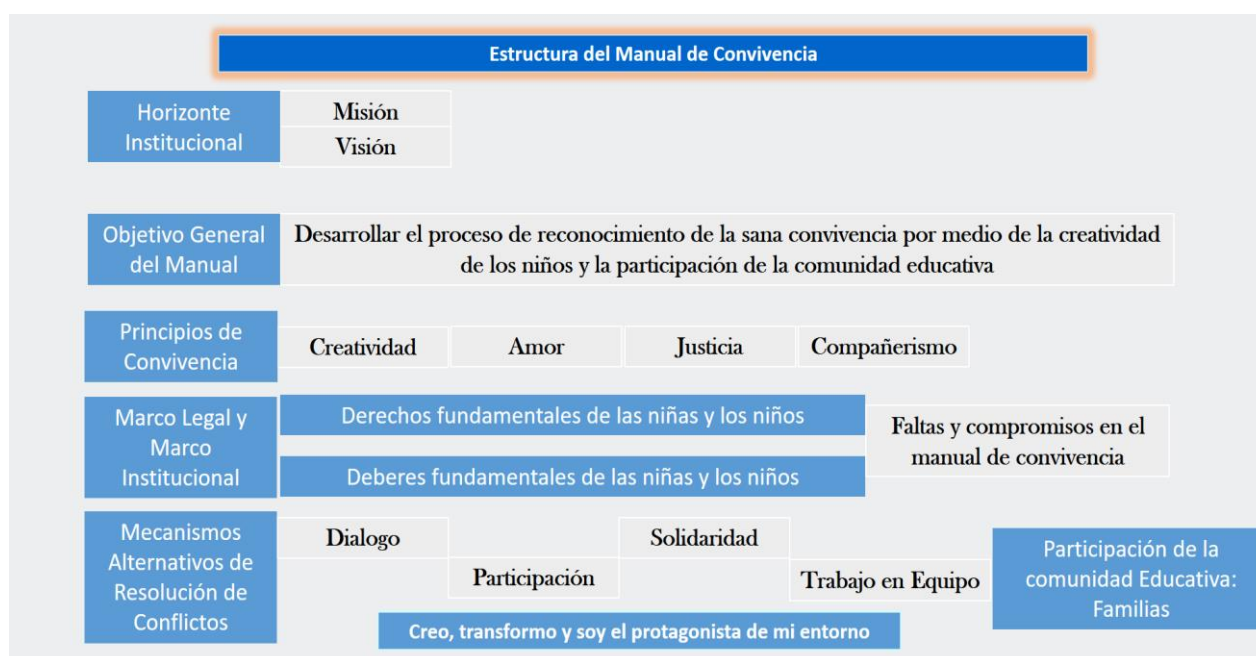 Estructura del Manual de Convivencia
Horizonte
Institucional
Misión
Visión
Objetivo General
del Manual
Desarrollar el proceso de reconocimiento de la sana convivencia por medio de la creatividad
de los niños y la participación de la comunidad educativa
Principios de
Convivencia
Creatividad
Amor
Justicia
Compañerismo
Marco Legal y
Marco
Institucional
Derechos fundamentales de las niñas y los niños
Deberes fundamentales de las niñas y los niños
Faltas y compromisos en el
manual de convivencia
Mecanismos
Alternativos de
Resolución de
Conflictos
Dialogo
Participación
Solidaridad
Trabajo en Equipo
Participación de la
comunidad Educativa:
Familias
Creo, transformo y soy el protagonista de mi entorno